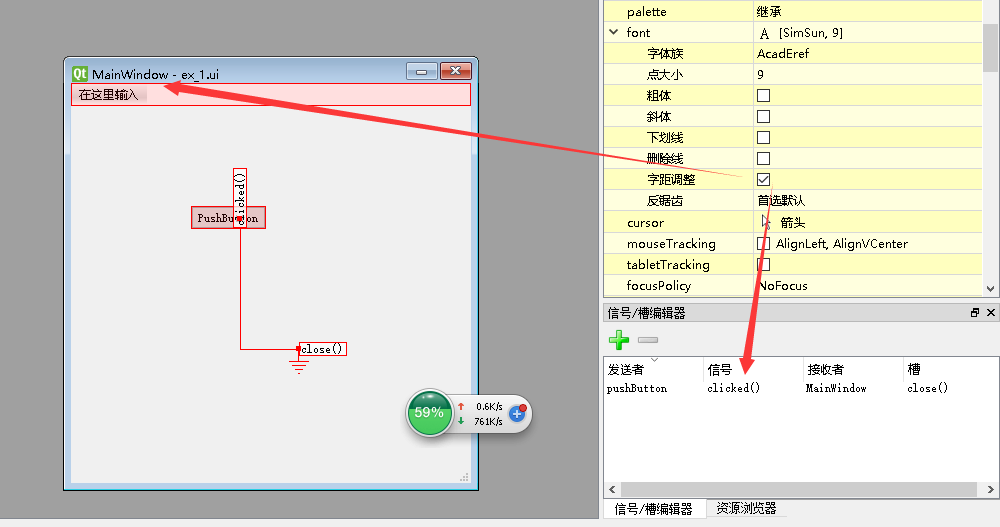 MainWindow - ex_1.ui
在这里输入
clicked()
PushButton
close()
59%
0.6K/s
761K/s
palette 继承
font A [SimSun, 9]
字体族 AcadEref
点大小 9
粗体
斜体
下划线
删除线
字距调整
反锯齿 首选默认
cursor 箭头
mouseTracking AlignLeft, AlignVCenter
tabletTracking
focusPolicy NoFocus
信号/槽编辑器
发送者 信号 接收者 槽
pushButton clicked() MainWindow close()
信号/槽编辑器 资源浏览器